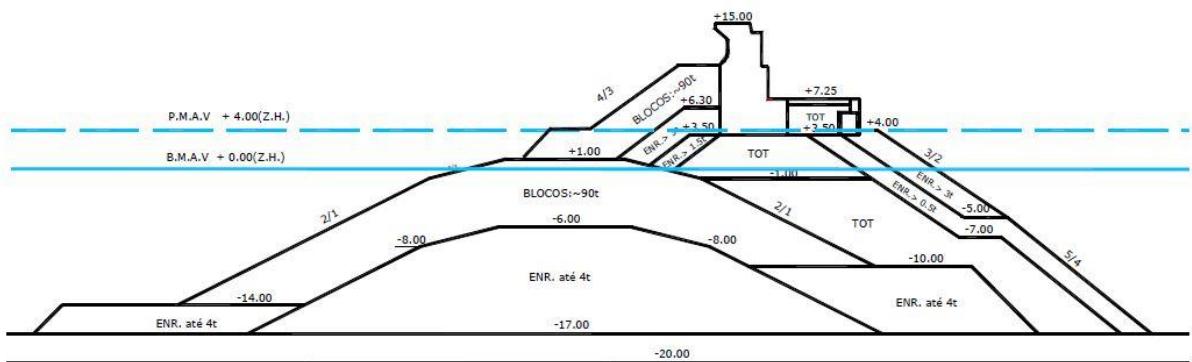 +15.00
4/3
BLOCOS:~90t
+7.25
+6.30
P.M.A.V + 4.00(Z.H.)
ENR.>
TOT
+3.50
+3.50
+4.00
ENR.> 1.5t
B.M.A.V + 0.00(Z.H.)
+1.00
TOT
3/2
-1.00
ENR.> 3t
BLOCOS:~90t
ENR.> 0.5t
2/1
2/1
-5.00
-6.00
TOT
-7.00
-8.00
-8.00
5/4
-10.00
ENR. até 4t
-14.00
ENR. até 4t
ENR. até 4t
-17.00
-20.00